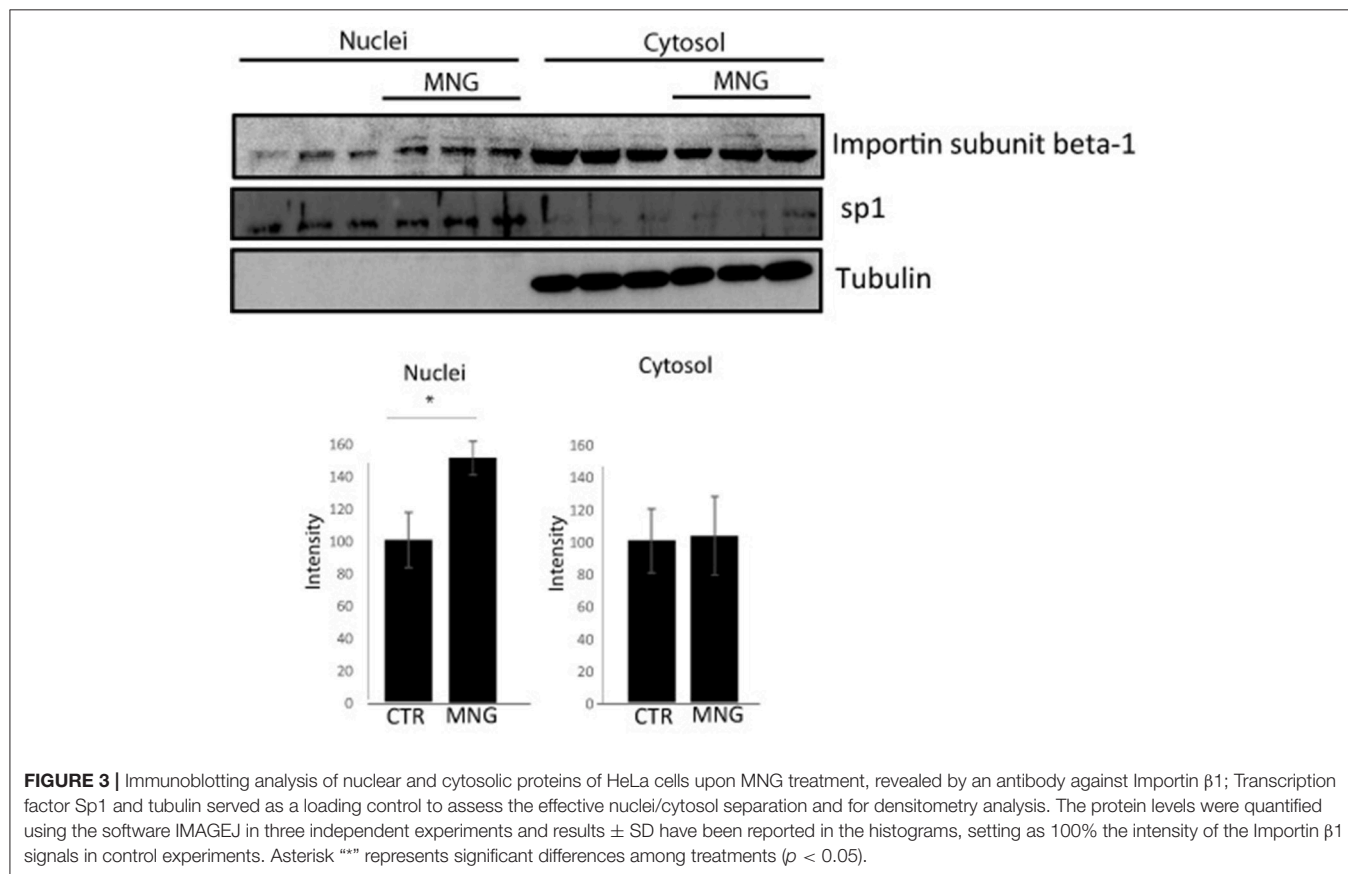 Nuclei Cytosol
MNG MNG
Importin subunit beta-1
sp1
Tubulin
Nuclei
*
Intensity
160
140
120
100
80
60
40
20
0
CTR MNG
Cytosol
Intensity
160
140
120
100
80
60
40
20
0
CTR MNG
FIGURE 3 | Immunoblotting analysis of nuclear and cytosolic proteins of HeLa cells upon MNG treatment, revealed by an antibody against Importin β1; Transcription
factor Sp1 and tubulin served as a loading control to assess the effective nuclei/cytosol separation and for densitometry analysis. The protein levels were quantified
using the software IMAGEJ in three independent experiments and results ± SD have been reported in the histograms, setting as 100% the intensity of the Importin β1
signals in control experiments. Asterisk “*” represents significant differences among treatments (p < 0.05).